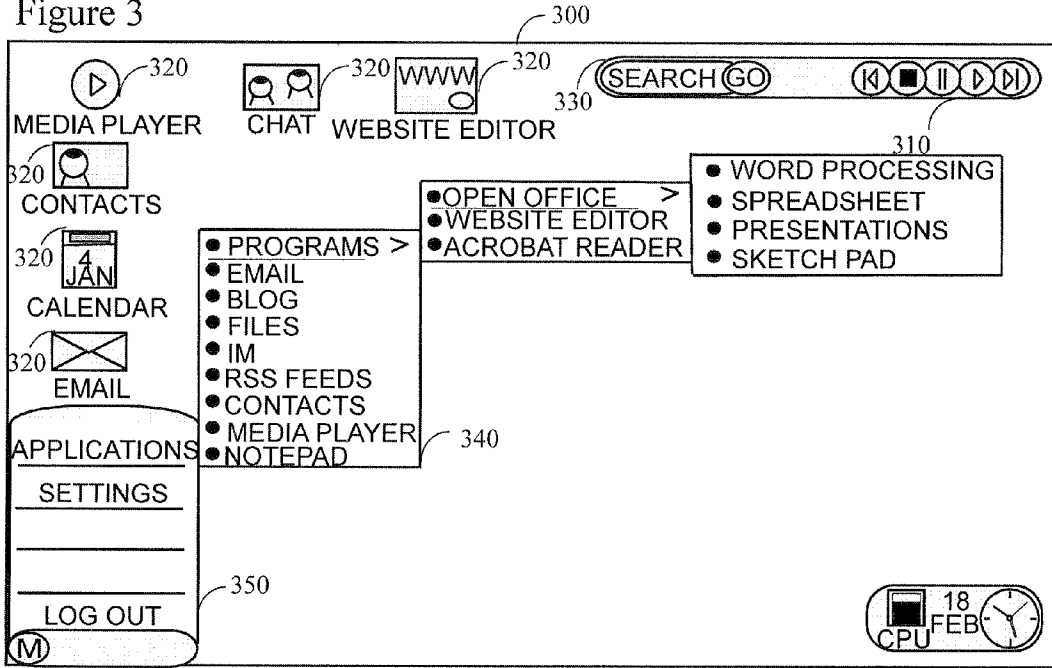 Figure 3
300
320
320
WWW
320
330
SEARCH GO
310
MEDIA PLAYER
CHAT
WEBSITE EDITOR
320
CONTACTS
320
4
JAN
CALENDAR
320
EMAIL
APPLICATIONS
SETTINGS
LOG OUT
M
350
PROGRAMS >
EMAIL
BLOG
FILES
IM
RSS FEEDS
CONTACTS
MEDIA PLAYER
NOTEPAD
340
OPEN OFFICE >
WEBSITE EDITOR
ACROBAT READER
WORD PROCESSING
SPREADSHEET
PRESENTATIONS
SKETCH PAD
CPU
18
FEB